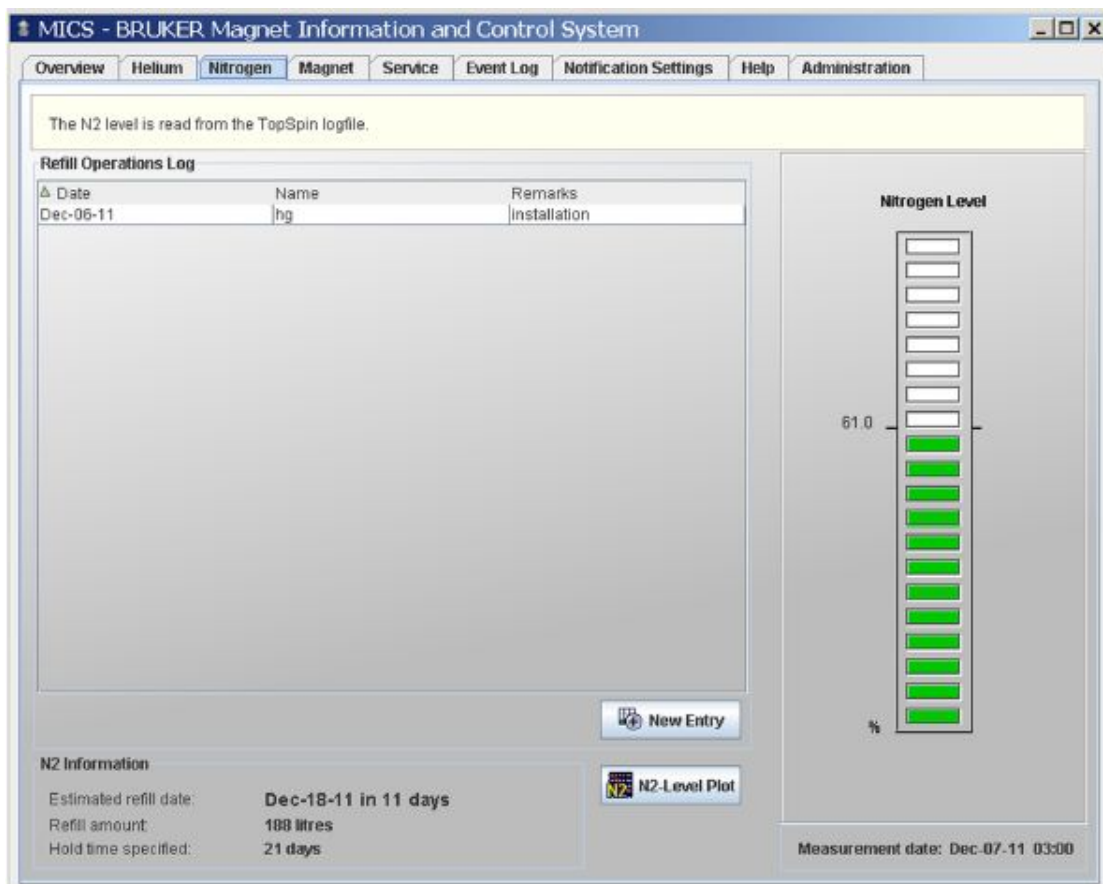 MICS - BRUKER Magnet Information and Control System
Overview Helium Nitrogen Magnet Service Event Log Notification Settings Help Administration
The N2 level is read from the TopSpin logfile.
Refill Operations Log
Date Name Remarks
Dec-06-11 hg installation
New Entry
N2 Information
Estimated refill date: Dec-18-11 in 11 days
Refill amount: 188 litres
Hold time specified: 21 days
N2 N2-Level Plot
Nitrogen Level
61.0
%
Measurement date: Dec-07-11 03:00